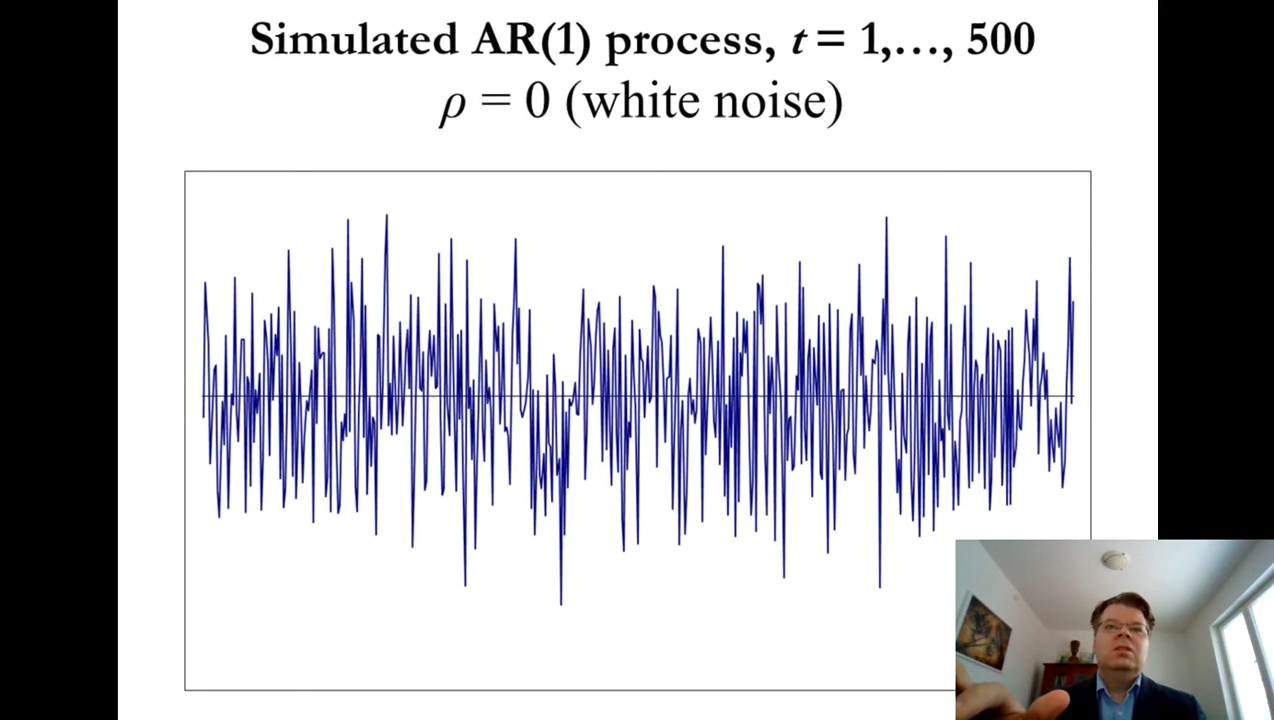 Simulated AR(1) process, t = 1,…, 500
ρ = 0 (white noise)